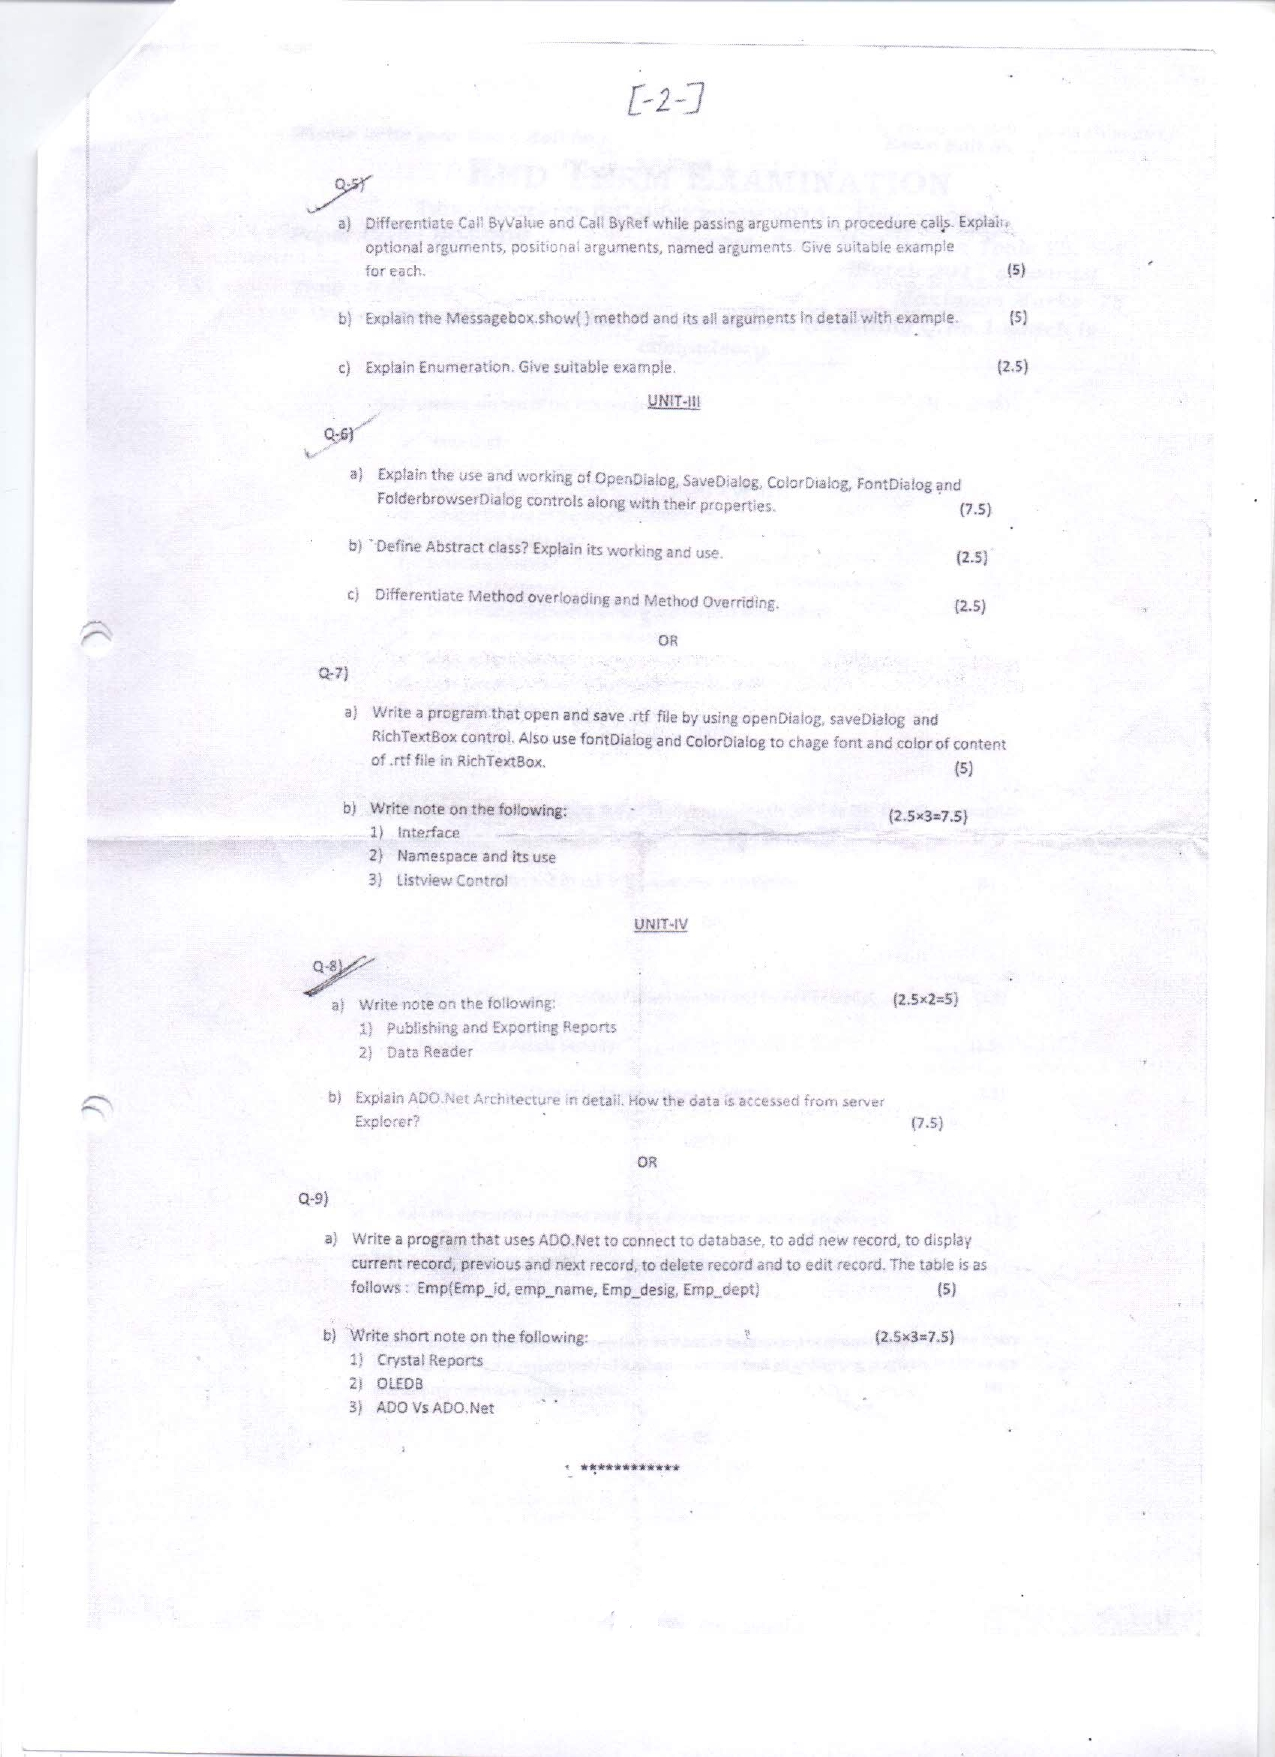 [-2-]
Q-5)
a) Differentiate Call ByValue and Call ByRef while passing arguments in procedure calls. Explain
optional arguments, positional arguments, named arguments. Give suitable example
for each. (5)
b) Explain the Messagebox.show( ) method and its all arguments in detail with example. (5)
c) Explain Enumeration. Give suitable example. (2.5)
UNIT-III
Q-6)
a) Explain the use and working of OpenDialog, SaveDialog, ColorDialog, FontDialog and
FolderbrowserDialog controls along with their properties. (7.5)
b) Define Abstract class? Explain its working and use. (2.5)
c) Differentiate Method overloading and Method Overriding. (2.5)
OR
Q-7)
a) Write a program that open and save .rtf file by using openDialog, saveDialog and
RichTextBox control. Also use fontDialog and ColorDialog to chage font and color of content
of .rtf file in RichTextBox. (5)
b) Write note on the following: (2.5×3=7.5)
1) Interface
2) Namespace and its use
3) Listview Control
UNIT-IV
Q-8)
a) Write note on the following: (2.5×2=5)
1) Publishing and Exporting Reports
2) Data Reader
b) Explain ADO.Net Architecture in detail. How the data is accessed from server
Explorer? (7.5)
OR
Q-9)
a) Write a program that uses ADO.Net to connect to database, to add new record, to display
current record, previous and next record, to delete record and to edit record. The table is as
follows : Emp(Emp_id, emp_name, Emp_desig, Emp_dept) (5)
b) Write short note on the following: (2.5×3=7.5)
1) Crystal Reports
2) OLEDB
3) ADO Vs ADO.Net
************